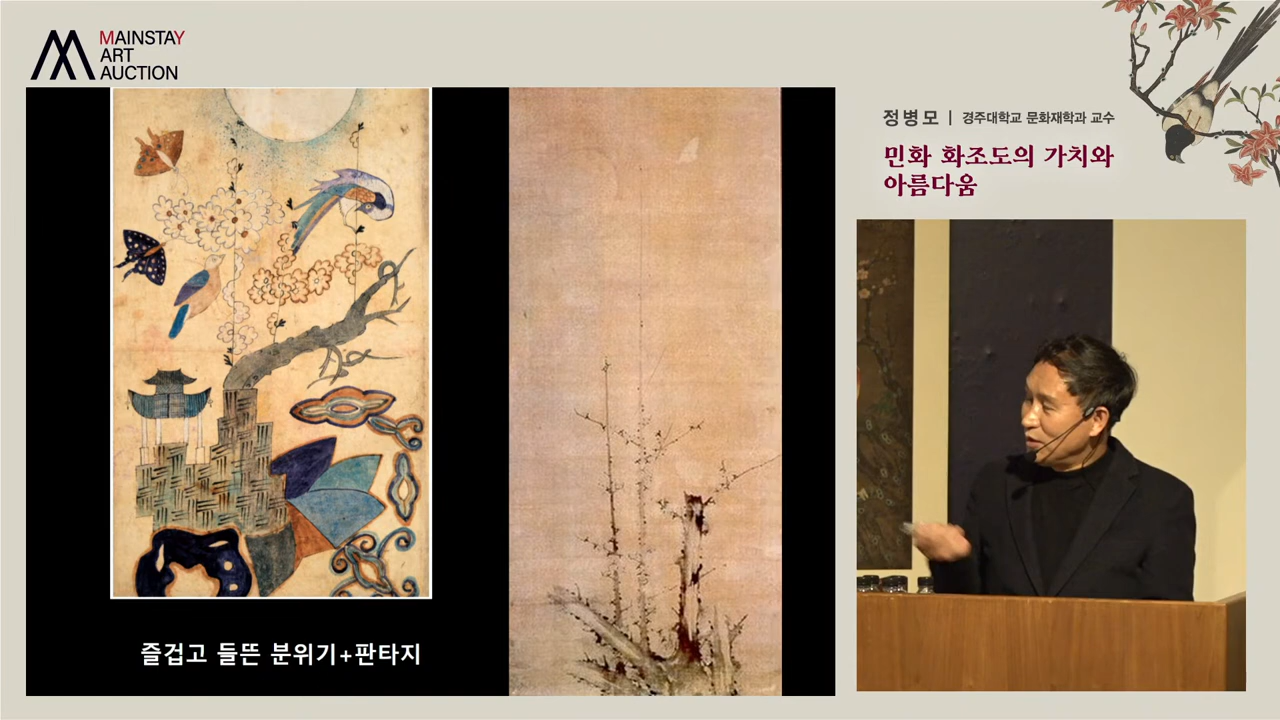 MAINSTAY
ART
AUCTION
정병모 | 경주대학교 문화재학과 교수
민화 화조도의 가치와
아름다움
즐겁고 들뜬 분위기+판타지